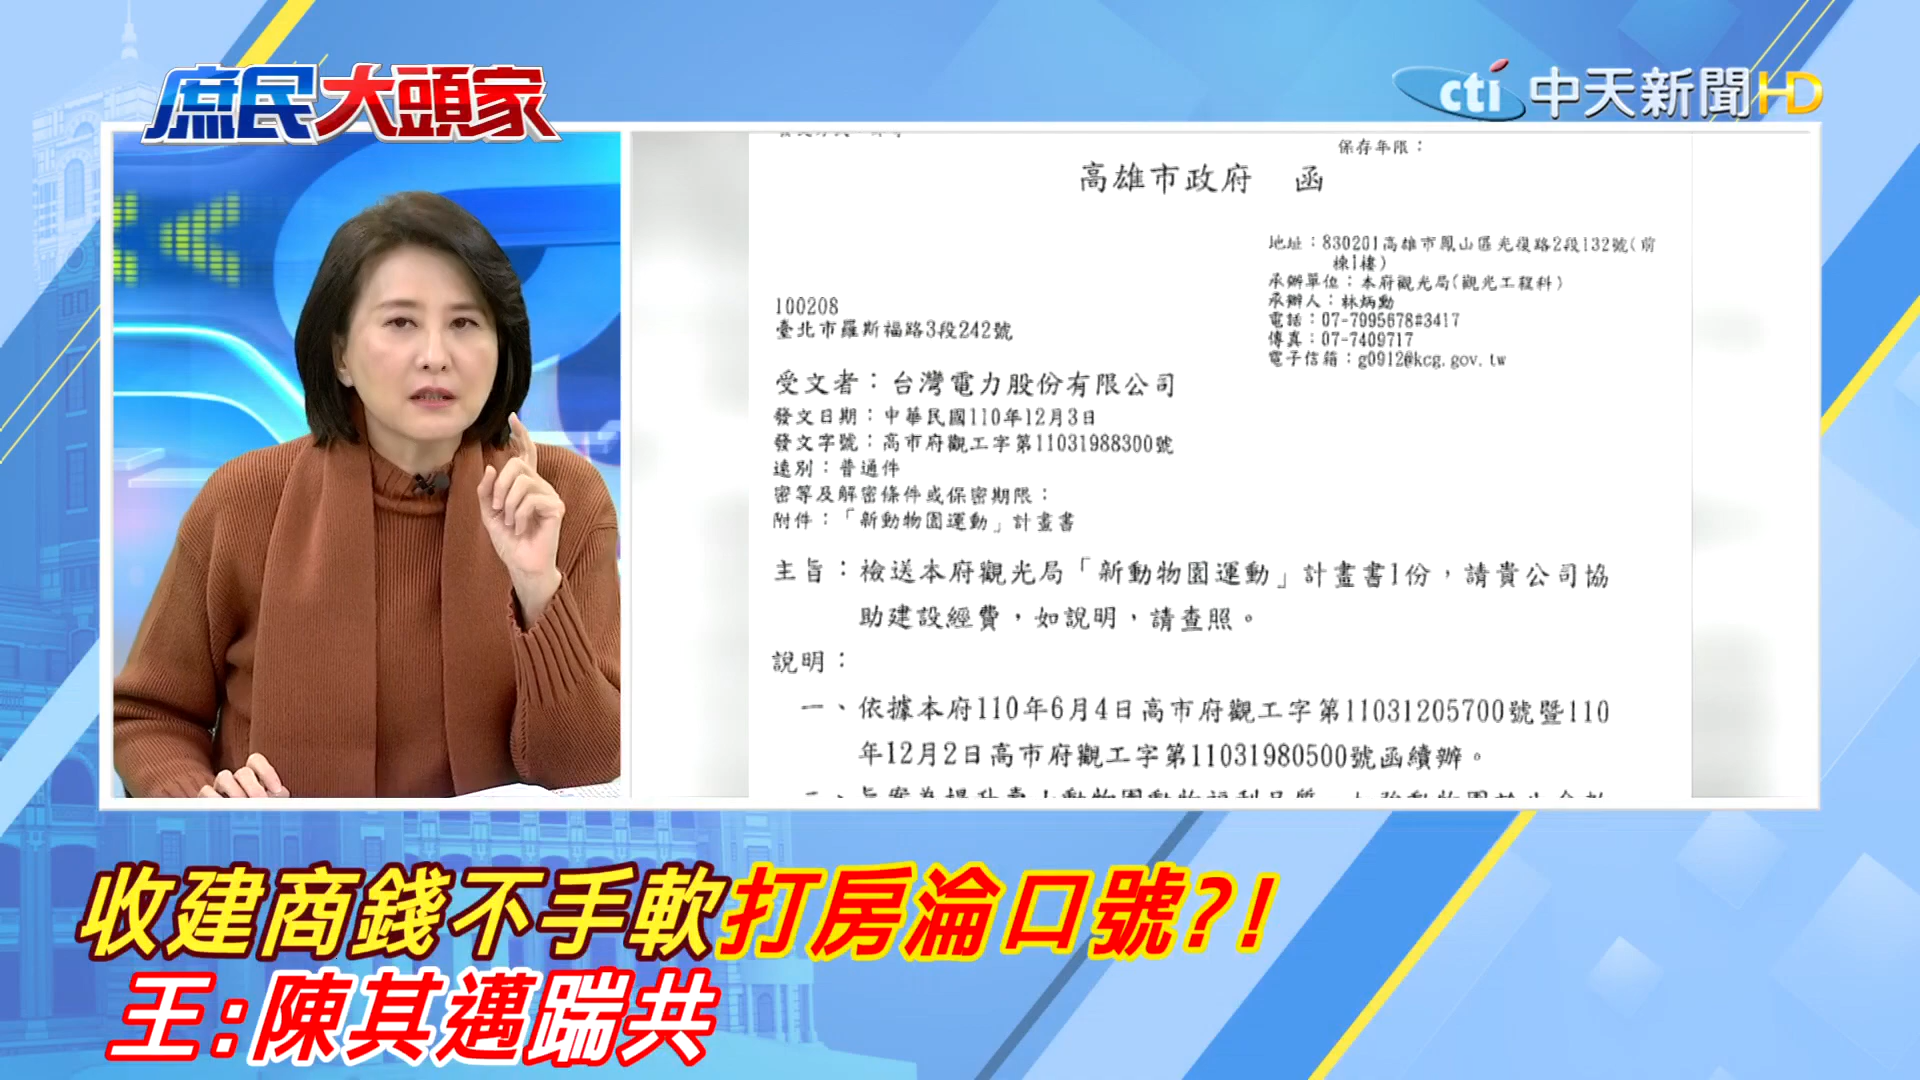 庶民大頭家
cti 中天新聞HD
保存年限：
高雄市政府 函
地址：830201高雄市鳳山區光復路2段132號(前
棟1樓)
承辦單位：本府觀光局(觀光工程科)
承辦人：林炳勳
電話：07-7995678#3417
傳真：07-7409717
電子信箱：g0912@kcg.gov.tw
100208
臺北市羅斯福路3段242號
受文者：台灣電力股份有限公司
發文日期：中華民國110年12月3日
發文字號：高市府觀工字第11031988300號
速別：普通件
密等及解密條件或保密期限：
附件：「新動物園運動」計畫書
主旨：檢送本府觀光局「新動物園運動」計畫書1份，請貴公司協
助建設經費，如說明，請查照。
說明：
一、依據本府110年6月4日高市府觀工字第11031205700號暨110
年12月2日高市府觀工字第11031980500號函續辦。
收建商錢不手軟打房淪口號?!
王:陳其邁踹共